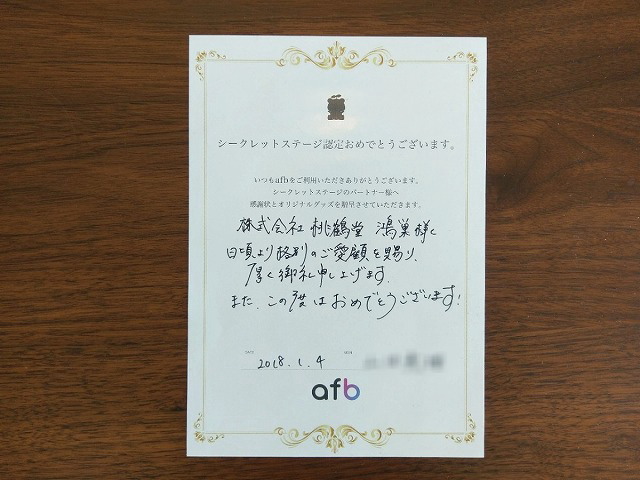 シークレットステージ認定おめでとうございます。
いつもafbをご利用いただきありがとうございます。
シークレットステージのパートナー様へ
感謝状とオリジナルグッズを贈呈させていただきます。
株式会社 桃鶴堂 鴻巣様
日頃より格別のご愛顧を賜り、
厚く御礼申し上げます。
また、この度はおめでとうございます!
DATE 2018.1.4
afb